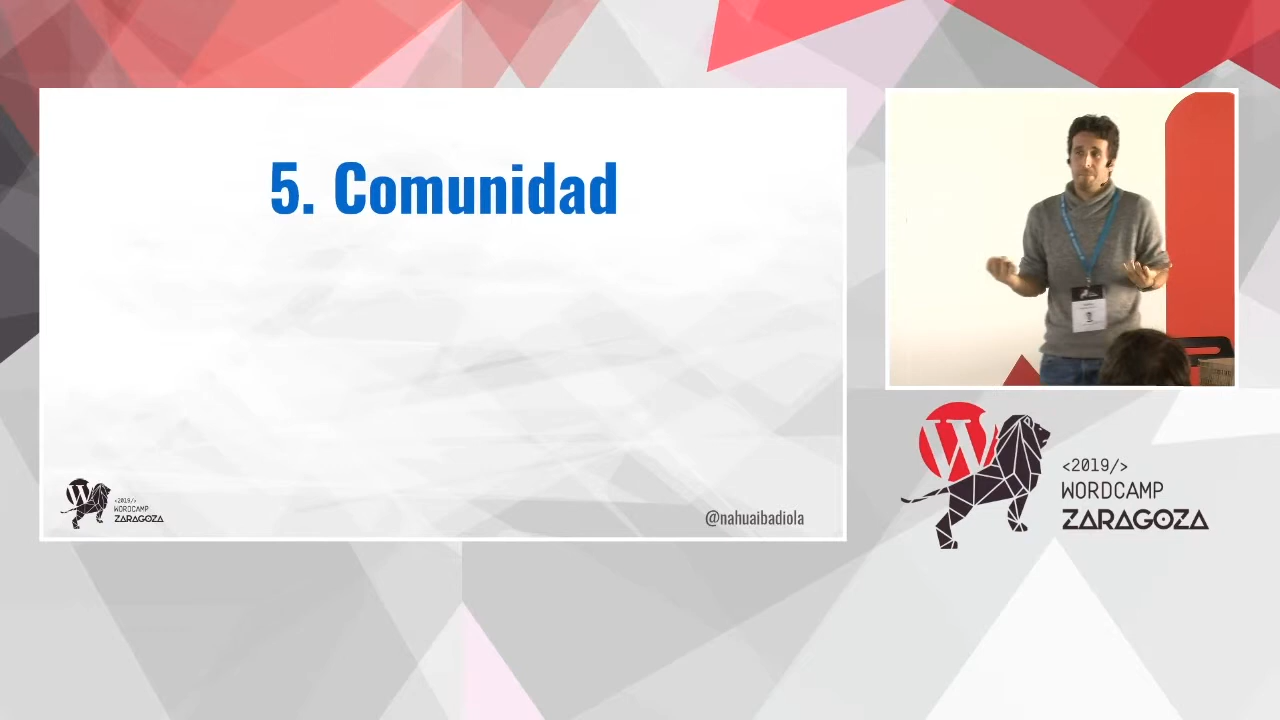 5. Comunidad
<2019/>
WORDCAMP
ZARAGOZA
@nahuaibadiola
W
<2019/>
WORDCAMP
ZARAGOZA